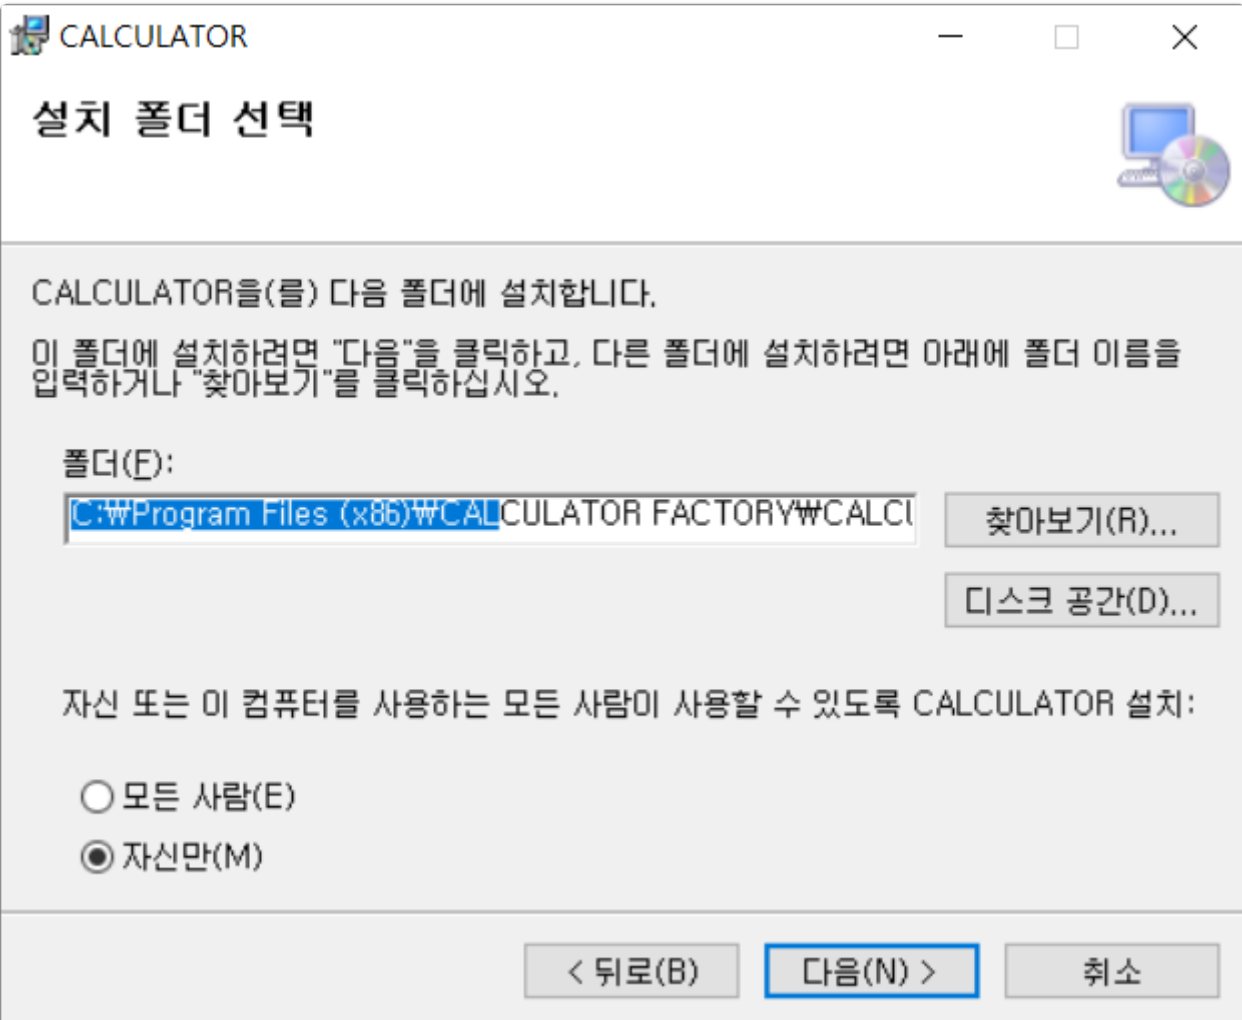 CALCULATOR
설치 폴더 선택
CALCULATOR을(를) 다음 폴더에 설치합니다.
이 폴더에 설치하려면 "다음"을 클릭하고, 다른 폴더에 설치하려면 아래에 폴더 이름을
입력하거나 "찾아보기"를 클릭하십시오.
폴더(F):
C:₩Program Files (x86)₩CALCULATOR FACTORY₩CALCU
찾아보기(R)...
디스크 공간(D)...
자신 또는 이 컴퓨터를 사용하는 모든 사람이 사용할 수 있도록 CALCULATOR 설치:
모든 사람(E)
자신만(M)
< 뒤로(B)
다음(N) >
취소